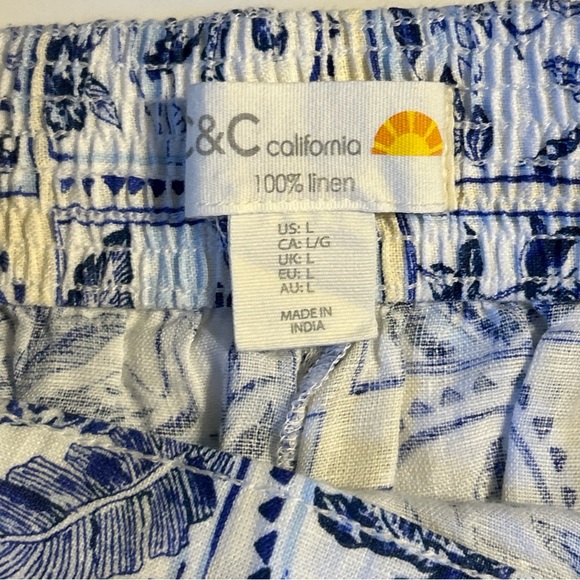 C&C california
100% linen
US: L
CA: L/G
UK: L
EU: L
AU: L
MADE IN
INDIA